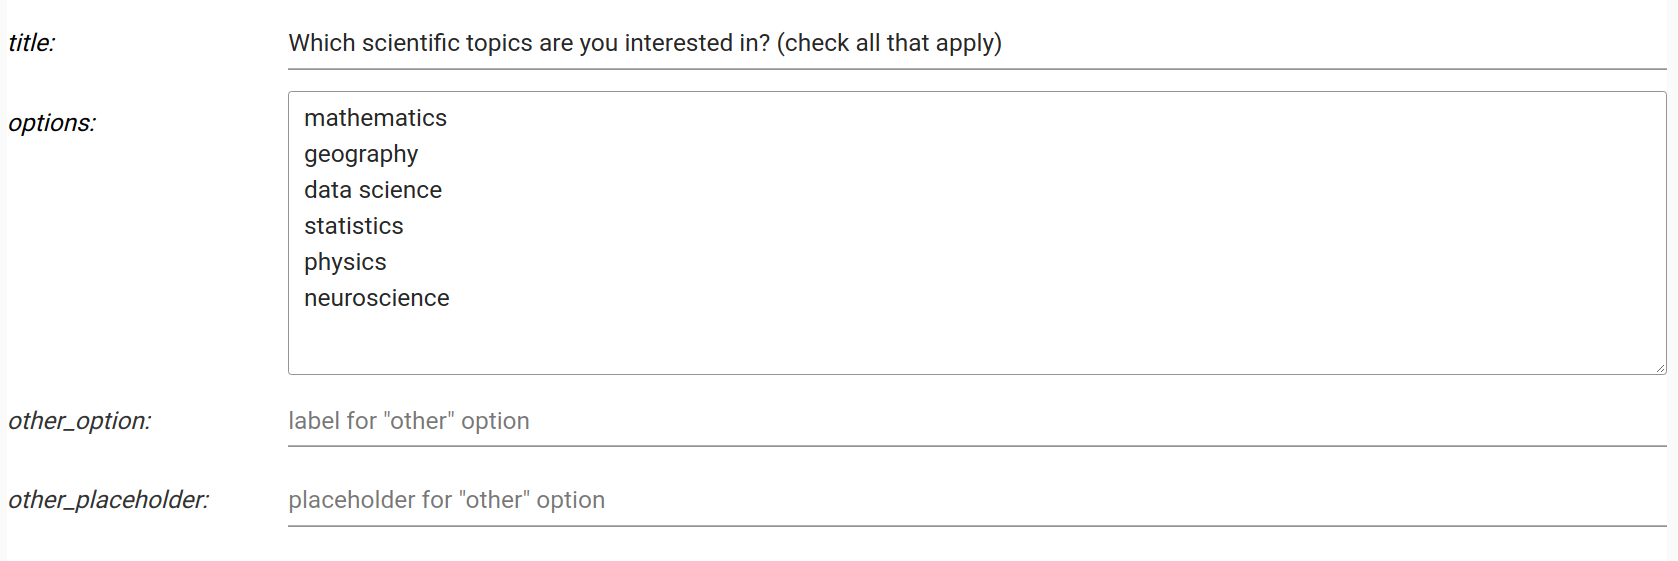 title: Which scientific topics are you interested in? (check all that apply)
options:
mathematics
geography
data science
statistics
physics
neuroscience
other_option: label for "other" option
other_placeholder: placeholder for "other" option